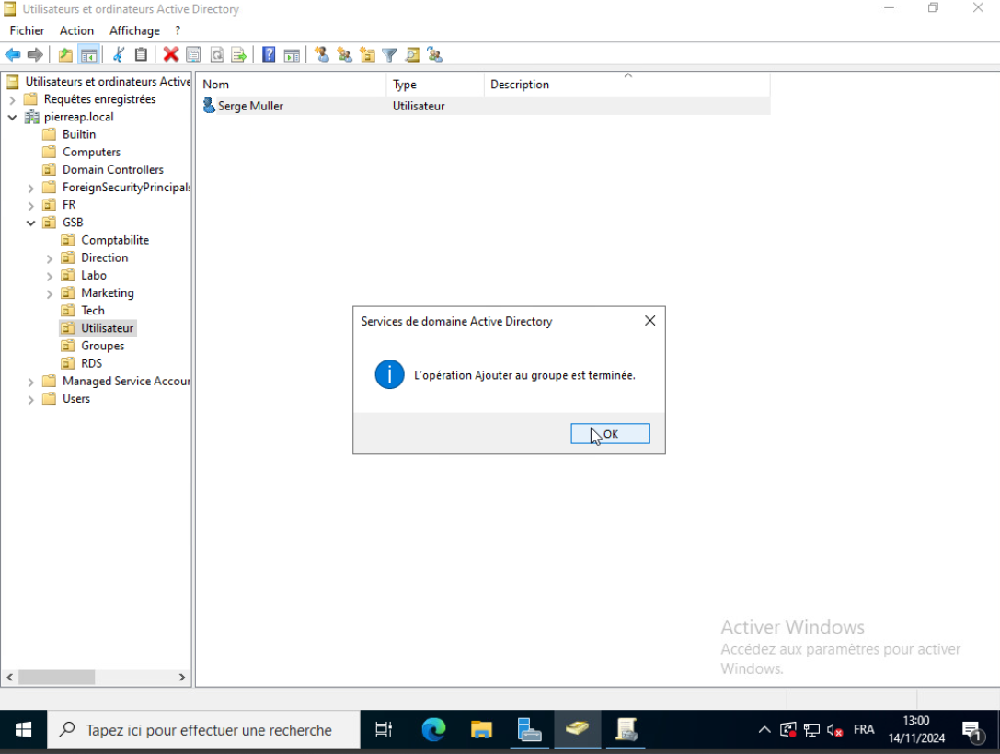 Utilisateurs et ordinateurs Active Directory
Fichier Action Affichage ?
Utilisateurs et ordinateurs Active
Requêtes enregistrées
pierreap.local
Builtin
Computers
Domain Controllers
ForeignSecurityPrincipals
FR
GSB
Comptabilite
Direction
Labo
Marketing
Tech
Utilisateur
Groupes
RDS
Managed Service Accour
Users
Nom Type Description
Serge Muller Utilisateur
Services de domaine Active Directory
L'opération Ajouter au groupe est terminée.
OK
Activer Windows
Accédez aux paramètres pour activer
Windows.
Tapez ici pour effectuer une recherche
FRA
13:00
14/11/2024
1